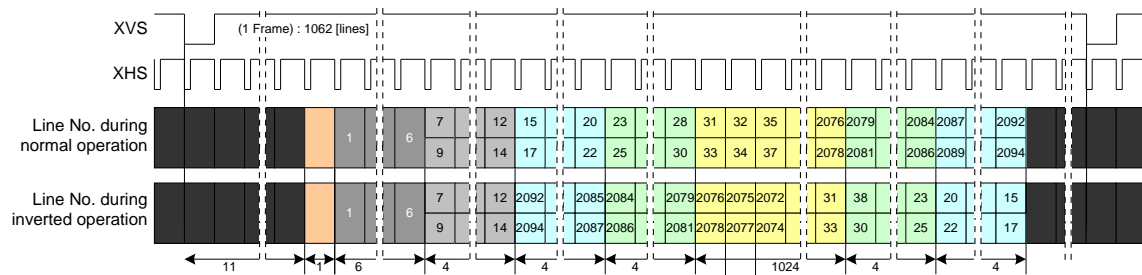 XVS (1 Frame) : 1062 [lines]
XHS
Line No. during normal operation
1 6 7 12 15 20 23 28 31 32 35 2076 2079 2084 2087 2092
9 14 17 22 25 30 33 34 37 2078 2081 2086 2089 2094
Line No. during inverted operation
1 6 7 12 2092 2085 2084 2079 2076 2075 2072 31 38 23 20 15
9 14 2094 2087 2086 2081 2078 2077 2074 33 30 25 22 17
11 1 6 4 4 4 1024 4 4